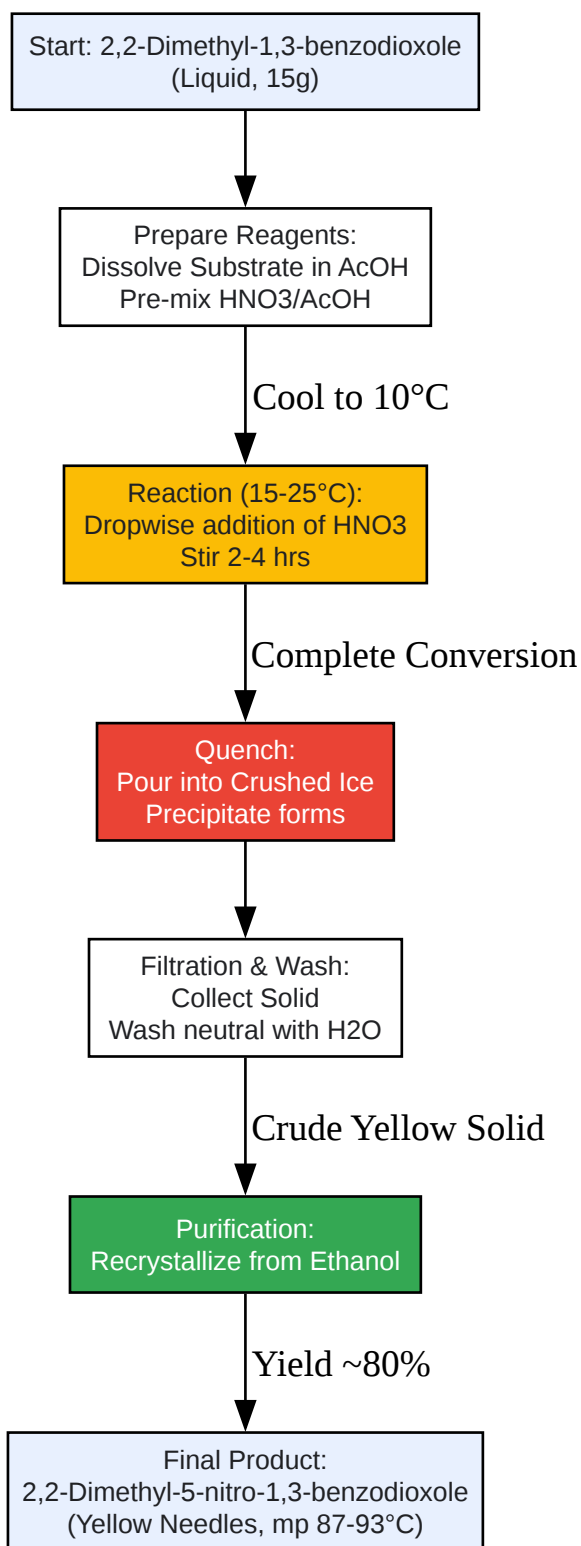 Start: 2,2-Dimethyl-1,3-benzodioxole
(Liquid, 15g)
Prepare Reagents:
Dissolve Substrate in AcOH
Pre-mix HNO3/AcOH
Cool to 10°C
Reaction (15-25°C):
Dropwise addition of HNO3
Stir 2-4 hrs
Complete Conversion
Quench:
Pour into Crushed Ice
Precipitate forms
Filtration & Wash:
Collect Solid
Wash neutral with H2O
Crude Yellow Solid
Purification:
Recrystallize from Ethanol
Yield ~80%
Final Product:
2,2-Dimethyl-5-nitro-1,3-benzodioxole
(Yellow Needles, mp 87-93°C)